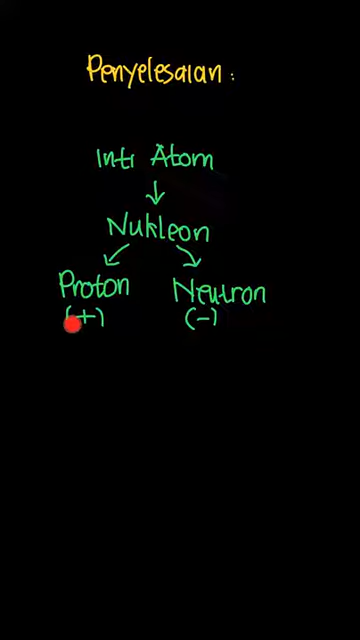 Penyelesaian :
Inti Atom
Nukleon
Proton Neutron
(+) (-)